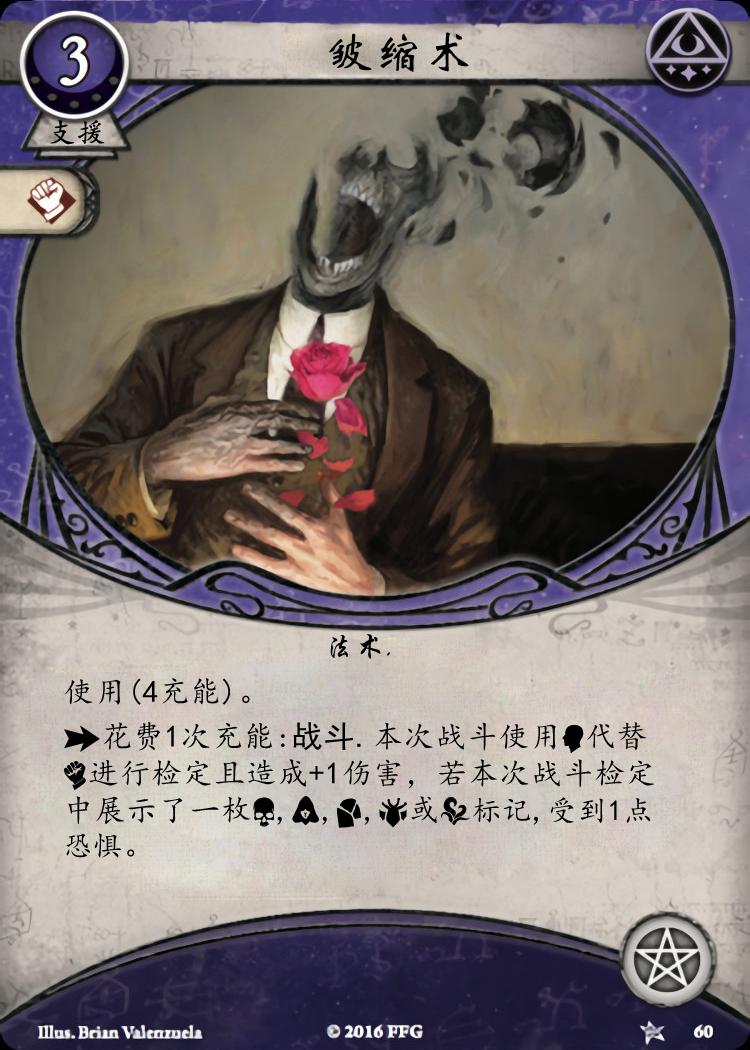 3
皱缩术
支援
法术.
使用(4充能)。
花费1次充能:战斗. 本次战斗使用代替
进行检定且造成+1伤害，若本次战斗检定
中展示了一枚, , , 或标记, 受到1点
恐惧。
Illus. Brian Valenzuela
© 2016 FFG
60